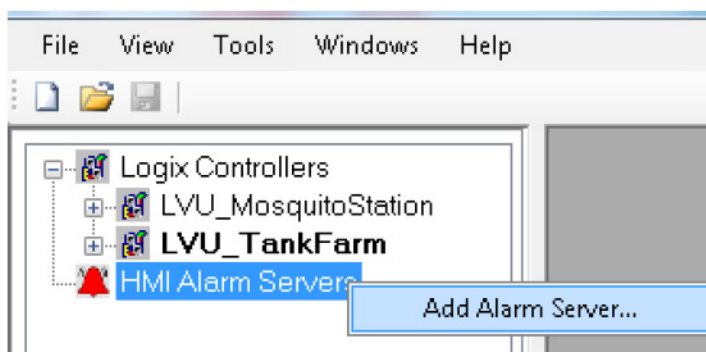 File View Tools Windows Help
Logix Controllers
LVU_MosquitoStation
LVU_TankFarm
HMI Alarm Servers
Add Alarm Server...